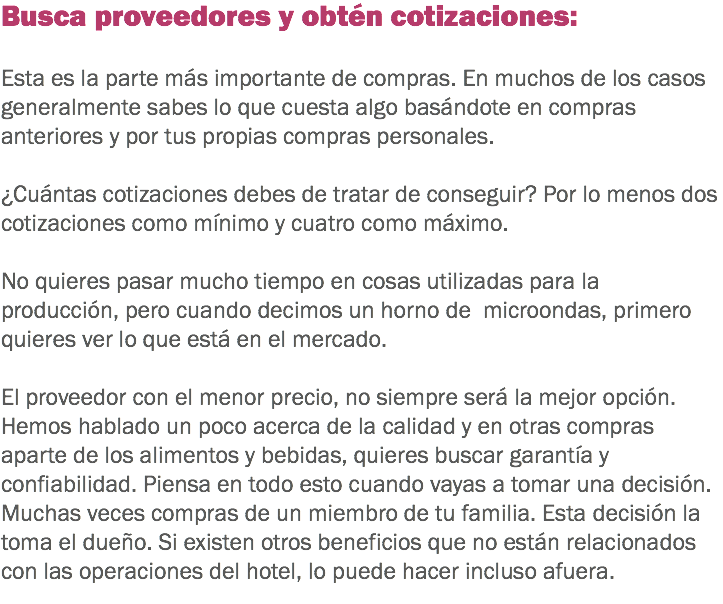 Busca proveedores y obtén cotizaciones:
Esta es la parte más importante de compras. En muchos de los casos
generalmente sabes lo que cuesta algo basándote en compras
anteriores y por tus propias compras personales.
¿Cuántas cotizaciones debes de tratar de conseguir? Por lo menos dos
cotizaciones como mínimo y cuatro como máximo.
No quieres pasar mucho tiempo en cosas utilizadas para la
producción, pero cuando decimos un horno de  microondas, primero
quieres ver lo que está en el mercado.
El proveedor con el menor precio, no siempre será la mejor opción.
Hemos hablado un poco acerca de la calidad y en otras compras
aparte de los alimentos y bebidas, quieres buscar garantía y
confiabilidad. Piensa en todo esto cuando vayas a tomar una decisión.
Muchas veces compras de un miembro de tu familia. Esta decisión la
toma el dueño. Si existen otros beneficios que no están relacionados
con las operaciones del hotel, lo puede hacer incluso afuera.